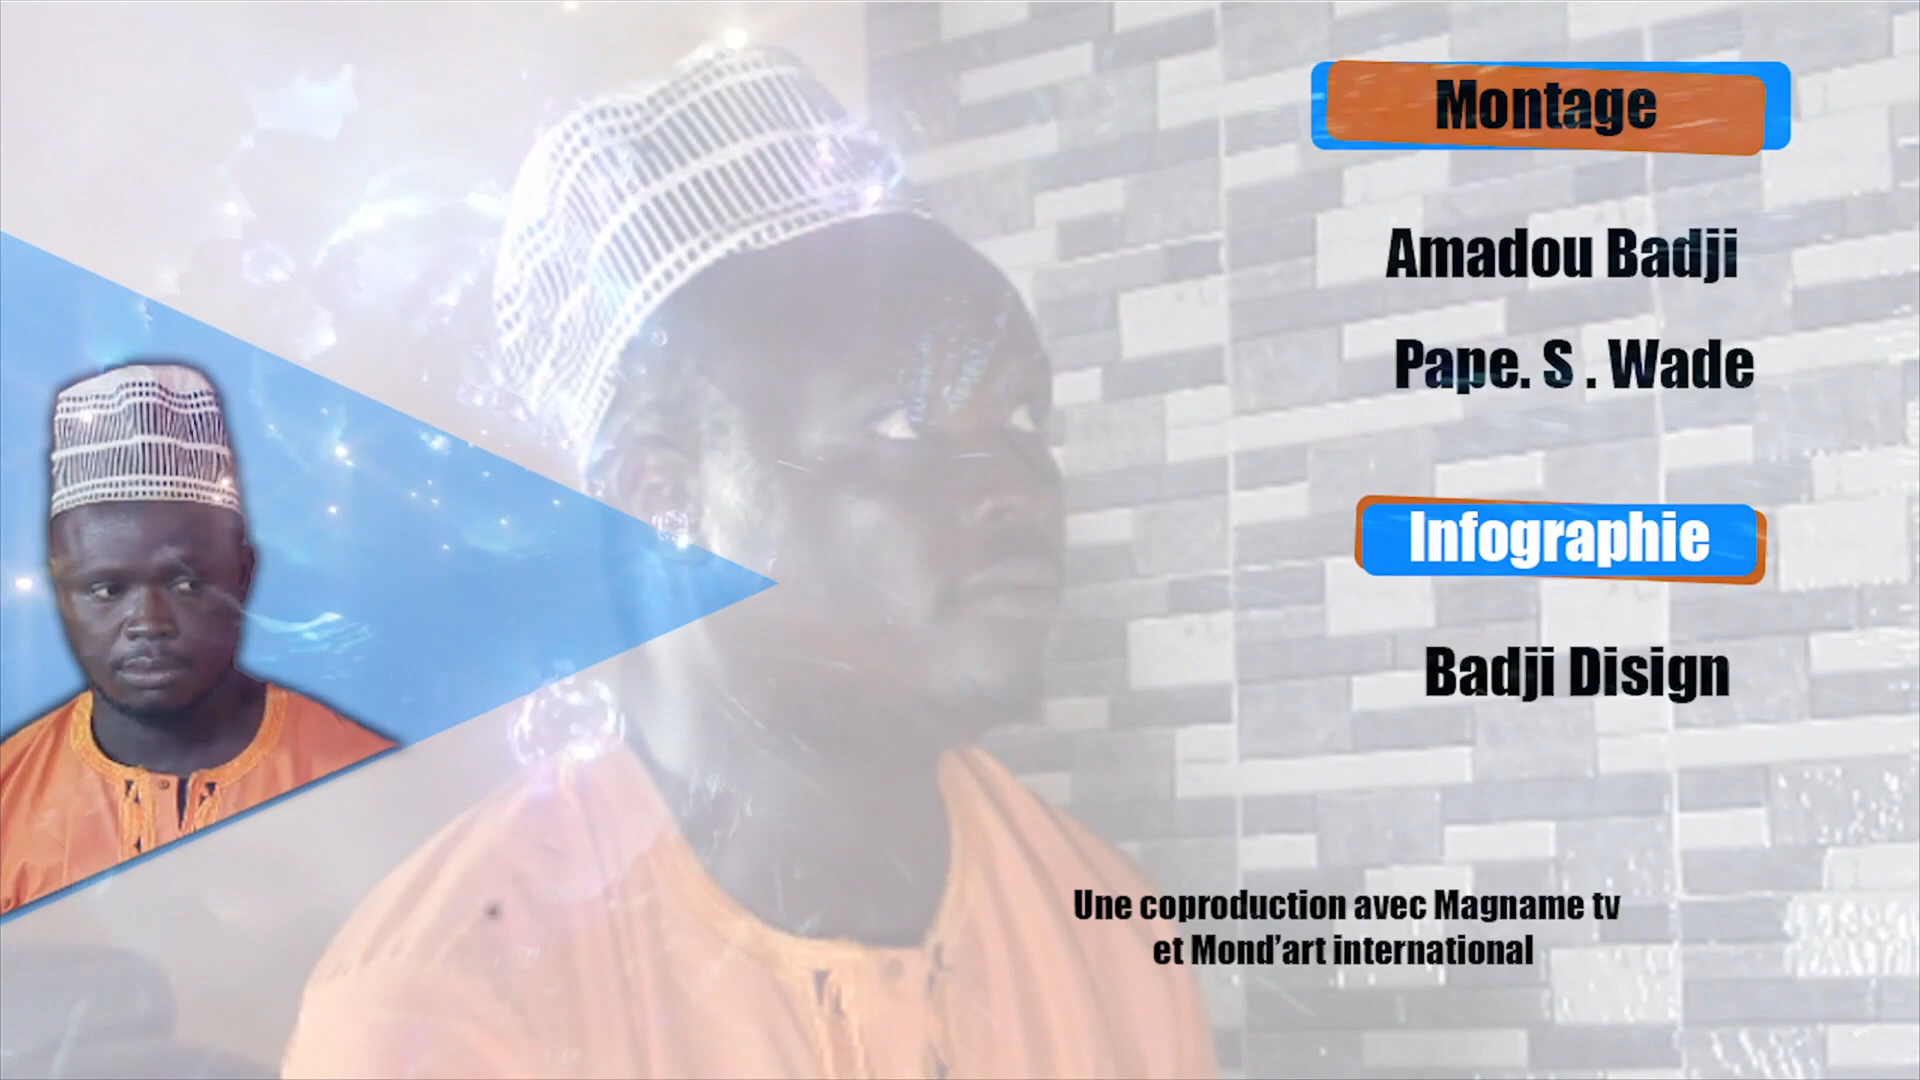 Montage
Amadou Badji
Pape. S . Wade
Infographie
Badji Disign
Une coproduction avec Magname tv
et Mond’art international